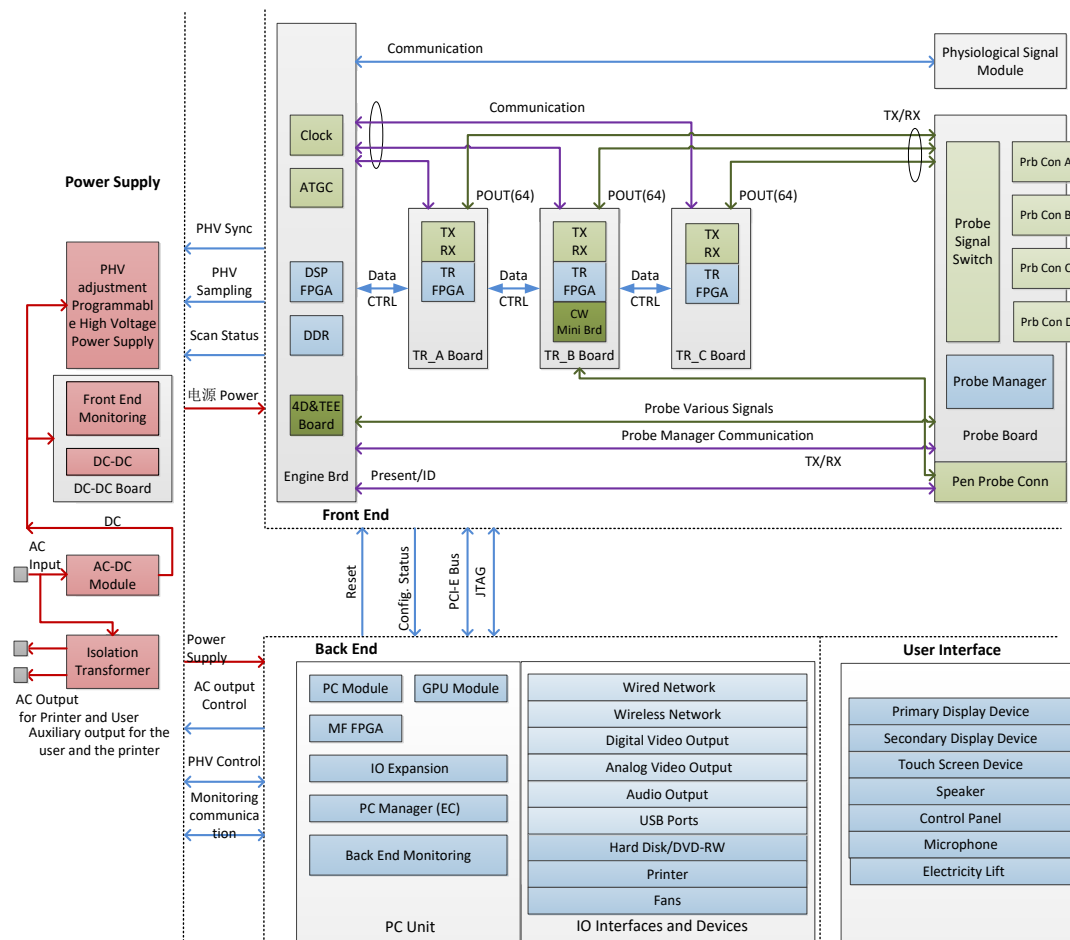 Communication
Physiological Signal
Module
Communication
TX/RX
Clock
Prb Con A
Power Supply
ATGC
POUT(64)
POUT(64)
POUT(64)
Prb Con B
PHV Sync
TX
RX
TX
RX
TX
RX
Probe
Signal
Switch
PHV
adjustment
Programmabl
e High Voltage
Power Supply
PHV
Sampling
DSP
FPGA
Data
CTRL
TR
FPGA
Data
CTRL
TR
FPGA
Data
CTRL
TR
FPGA
Prb Con C
CW
Mini Brd
Prb Con D
Scan Status
DDR
TR_A Board
TR_B Board
TR_C Board
Probe Manager
Front End
Monitoring
电源 Power
4D&TEE
Board
Probe Various Signals
Probe Manager Communication
Probe Board
DC-DC
TX/RX
DC-DC Board
Engine Brd
Present/ID
Pen Probe Conn
DC
Front End
AC
Input
AC-DC
Module
Reset
Config. Status
PCI-E Bus
JTAG
Isolation
Transformer
Power
Supply
Back End
User Interface
AC output
Control
PC Module
GPU Module
Wired Network
AC Output
for Printer and User
Auxiliary output for the
user and the printer
MF FPGA
Wireless Network
Primary Display Device
Digital Video Output
Secondary Display Device
PHV Control
IO Expansion
Analog Video Output
Touch Screen Device
Monitoring
communica
tion
PC Manager (EC)
Audio Output
Speaker
USB Ports
Control Panel
Back End Monitoring
Hard Disk/DVD-RW
Microphone
Printer
Electricity Lift
Fans
PC Unit
IO Interfaces and Devices